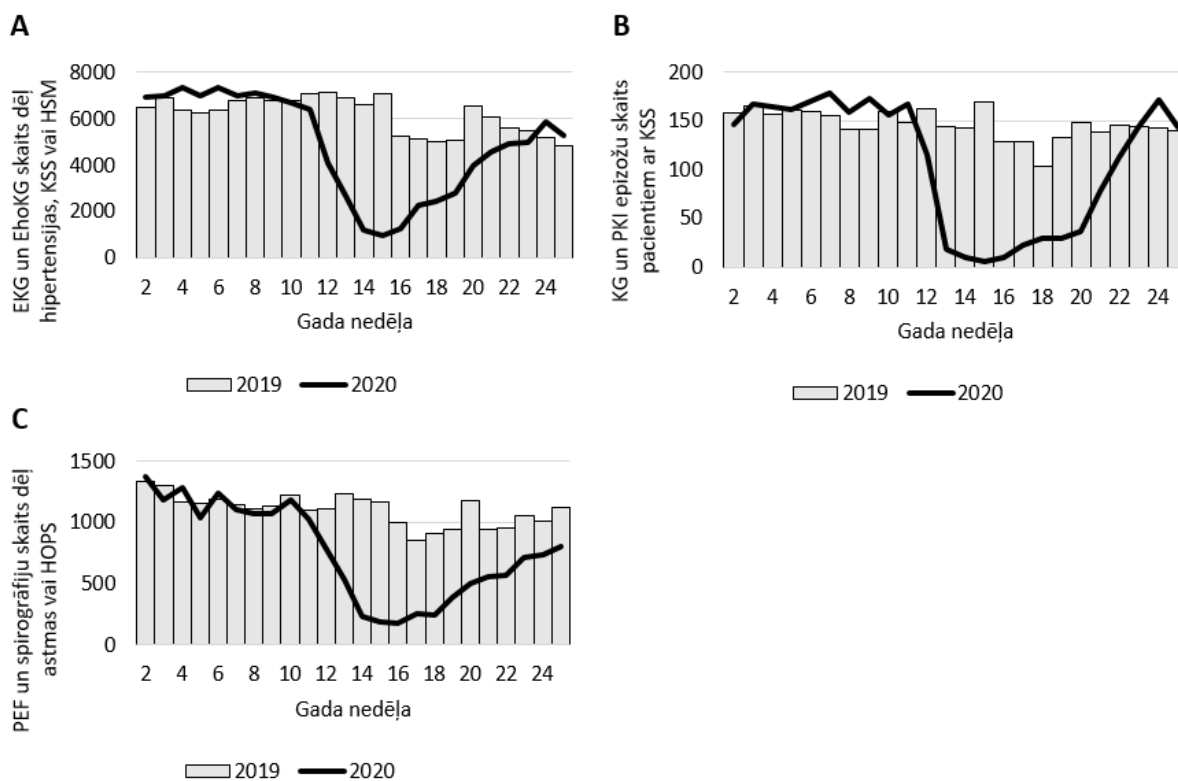 A
EKG un EhoKG skaits dēļ
hipertensijas, KSS vai HSM
8000
6000
4000
2000
0
2 4 6 8 10 12 14 16 18 20 22 24
Gada nedēļa
2019 2020
B
KG un PKI epizožu skaits
pacientiem ar KSS
200
150
100
50
0
2 4 6 8 10 12 14 16 18 20 22 24
Gada nedēļa
2019 2020
C
PEF un spirogrāfiju skaits dēļ
astmas vai HOPS
1500
1000
500
0
2 4 6 8 10 12 14 16 18 20 22 24
Gada nedēļa
2019 2020